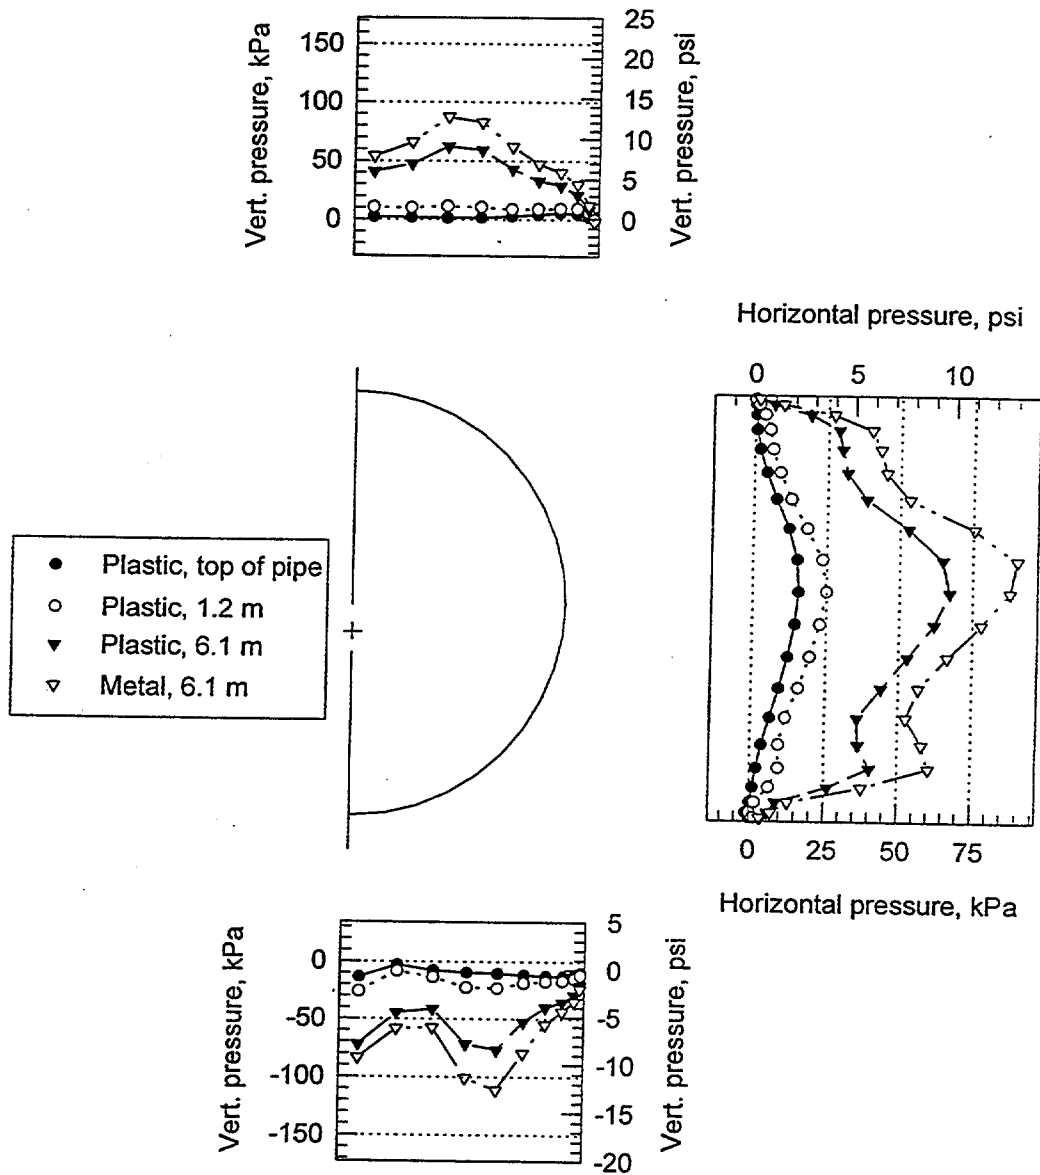 Vert. pressure, kPa
150
100
50
0
25
20
15
10
5
0
Vert. pressure, psi
Horizontal pressure, psi
0 5 10
Plastic, top of pipe
Plastic, 1.2 m
Plastic, 6.1 m
Metal, 6.1 m
0 25 50 75
Horizontal pressure, kPa
Vert. pressure, kPa
0
-50
-100
-150
5
0
-5
-10
-15
-20
Vert. pressure, psi